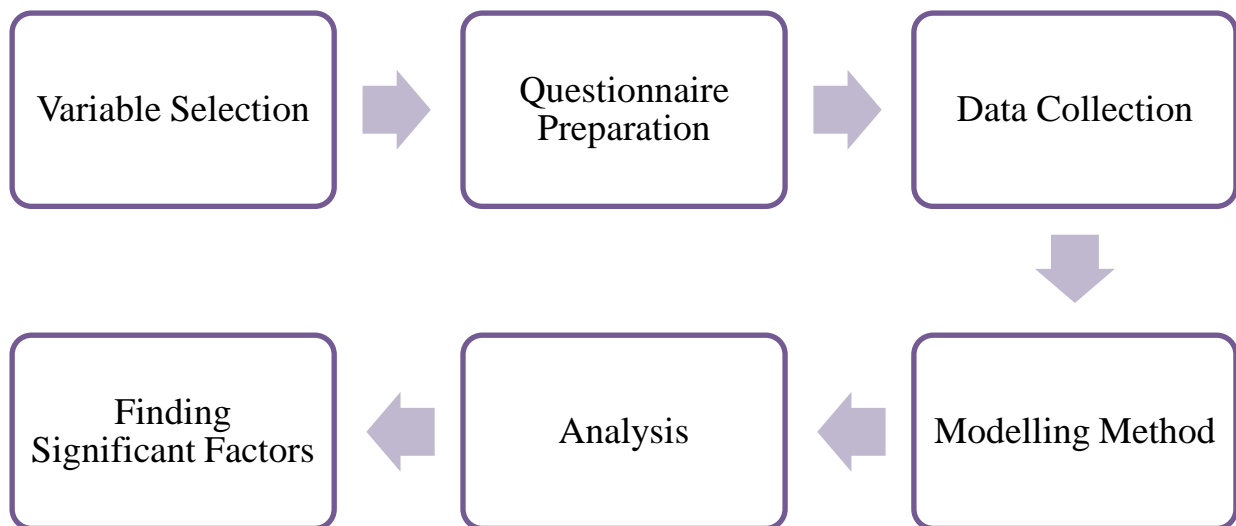 Variable Selection
Questionnaire
Preparation
Data Collection
Modelling Method
Analysis
Finding
Significant Factors